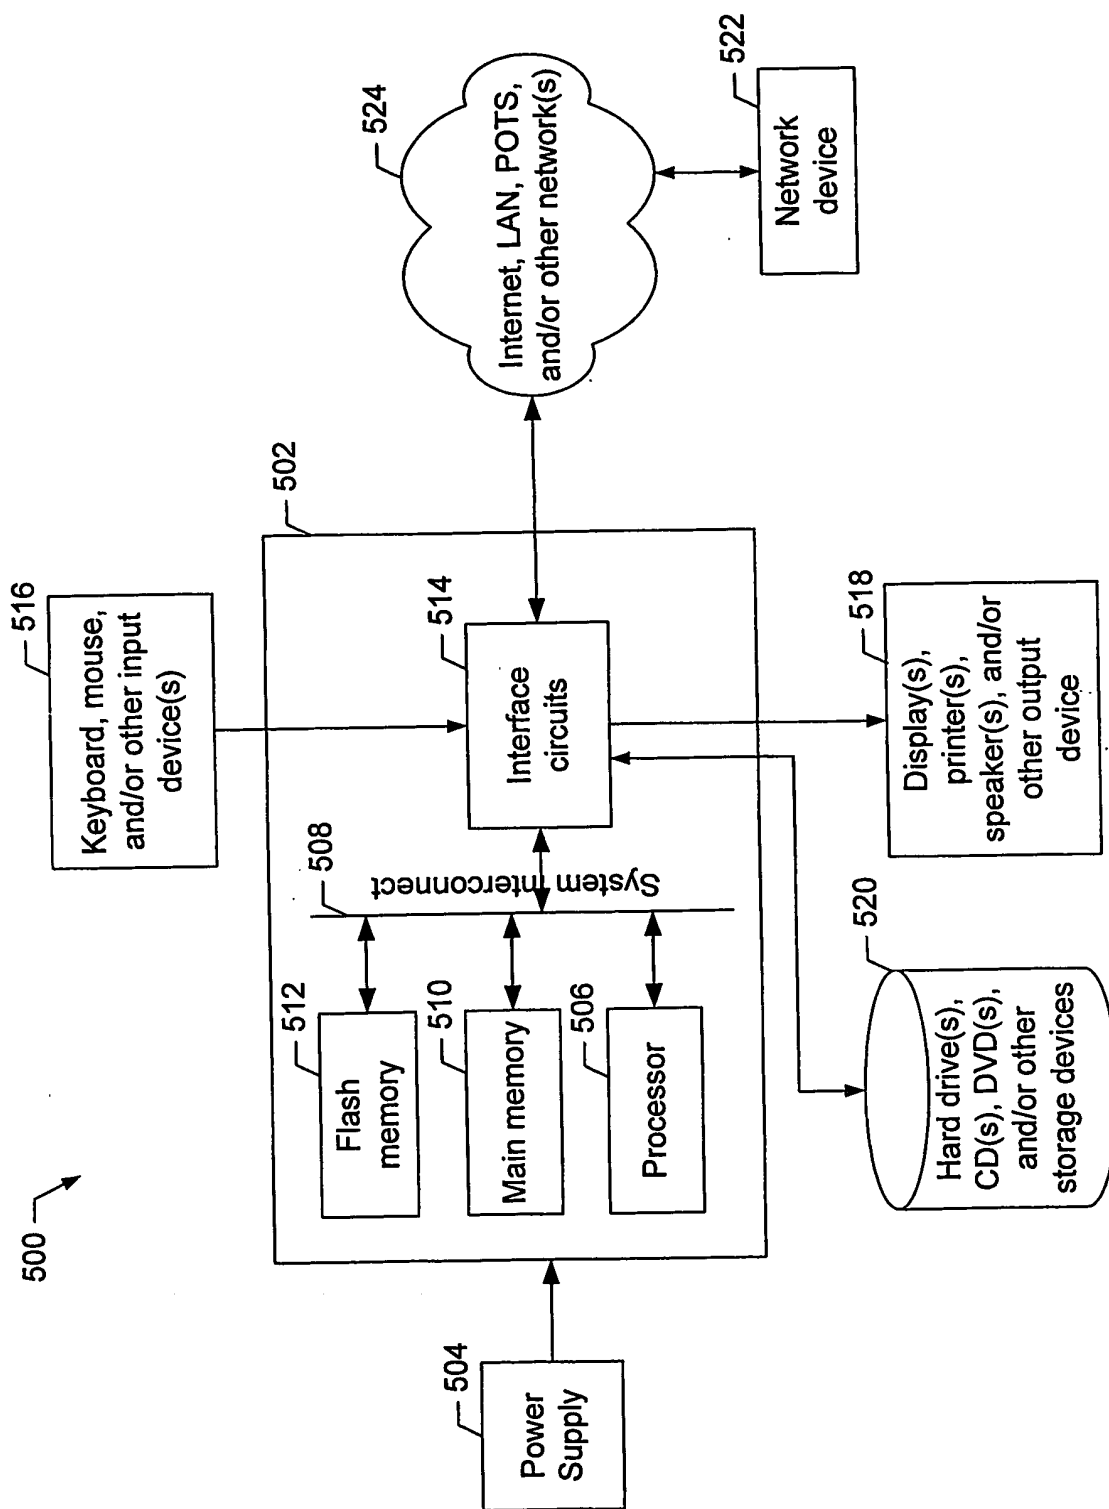 500
516
Keyboard, mouse,
and/or other input
device(s)
502
524
Internet, LAN, POTS,
and/or other network(s)
504
Power
Supply
512
Flash
memory
508
System interconnect
510
Main memory
514
Interface
circuits
506
Processor
522
Network
device
520
Hard drive(s),
CD(s), DVD(s),
and/or other
storage devices
518
Display(s),
printer(s),
speaker(s), and/or
other output
device